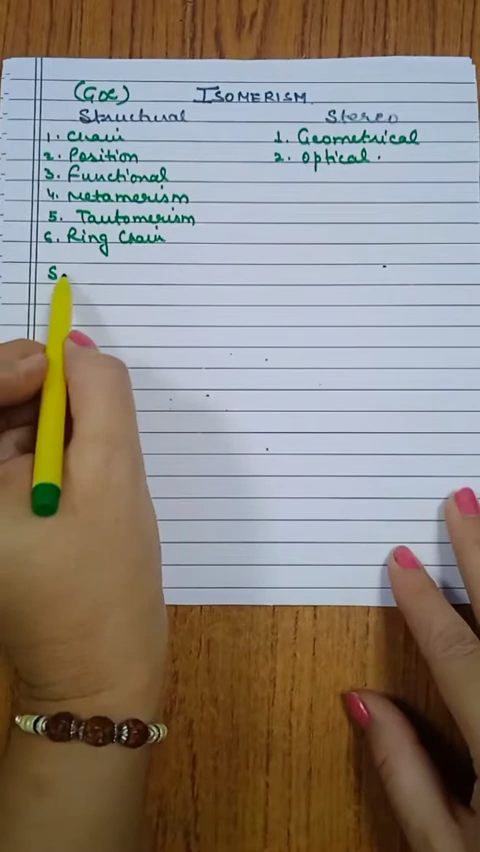 (GOC) ISOMERISM
Structural
1. Chain
2. Position
3. Functional
4. Metamerism
5. Tautomerism
6. Ring Chain
S
Stereo
1. Geometrical
2. Optical.